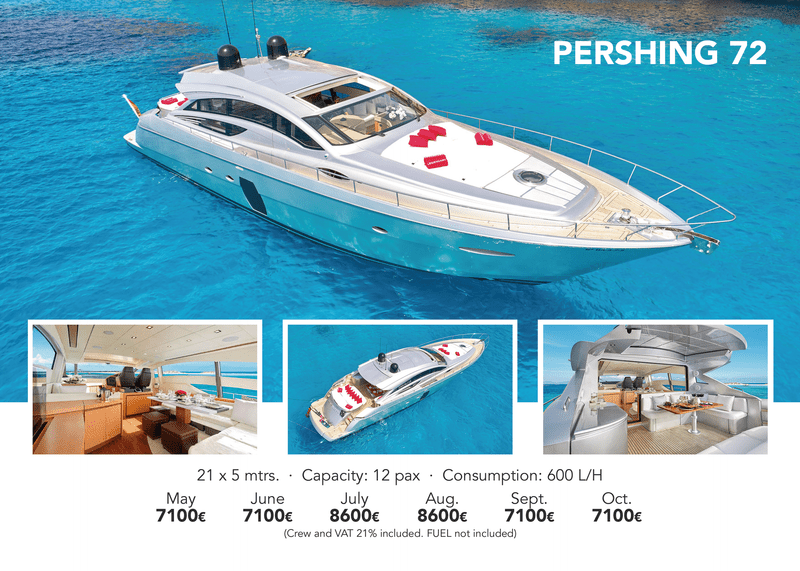 PERSHING 72
21 x 5 mtrs. · Capacity: 12 pax · Consumption: 600 L/H
May June July Aug. Sept. Oct.
7100€ 7100€ 8600€ 8600€ 7100€ 7100€
(Crew and VAT 21% included. FUEL not included)